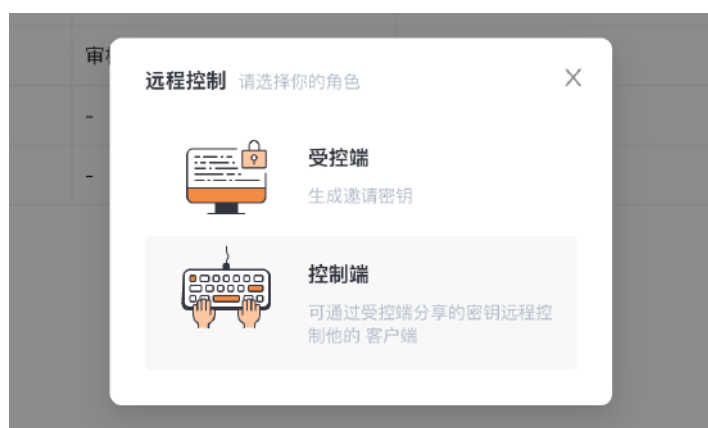 审
远程控制 请选择你的角色
-
受控端
生成邀请密钥
-
控制端
可通过受控端分享的密钥远程控
制他的 客户端